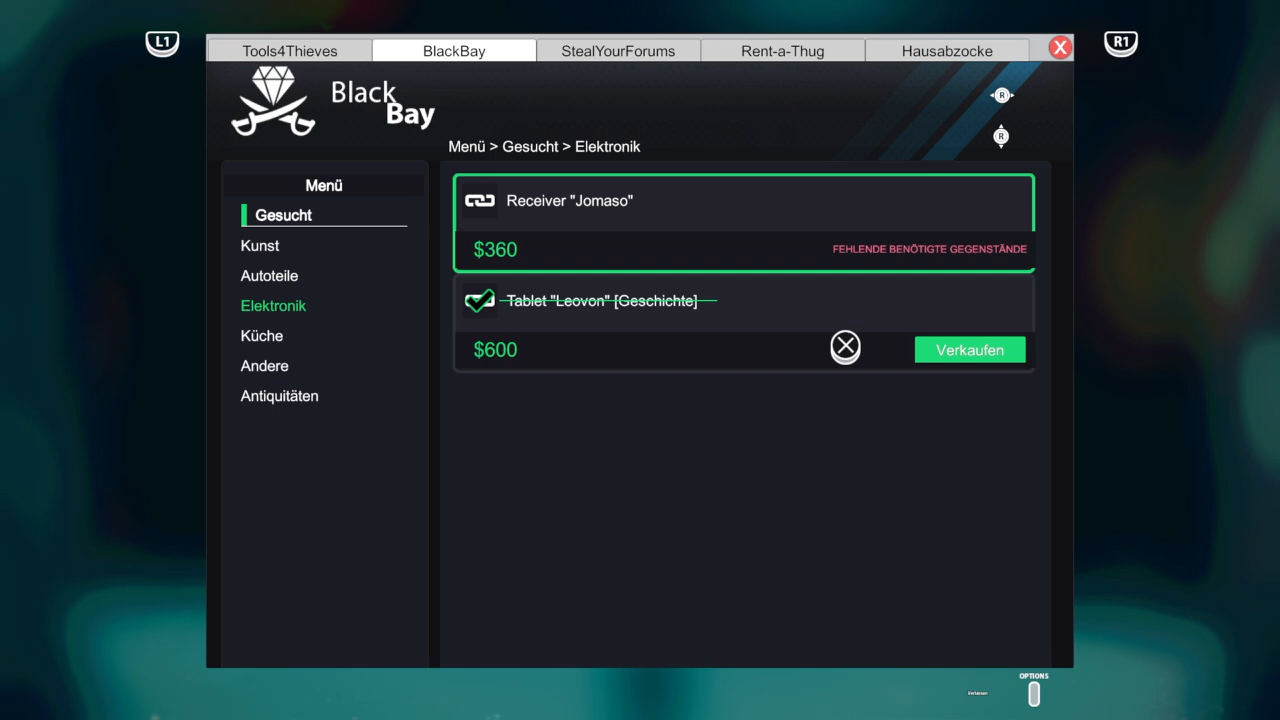 L1
R1
Tools4Thieves
BlackBay
StealYourForums
Rent-a-Thug
Hausabzocke
X
Black
Bay
R
R
Menü > Gesucht > Elektronik
Menü
Gesucht
Kunst
Autoteile
Elektronik
Küche
Andere
Antiquitäten
Receiver "Jomaso"
$360
FEHLENDE BENÖTIGTE GEGENSTÄNDE
Tablet "Leovon" [Geschichte]
$600
Verkaufen
OPTIONS
Verlassen